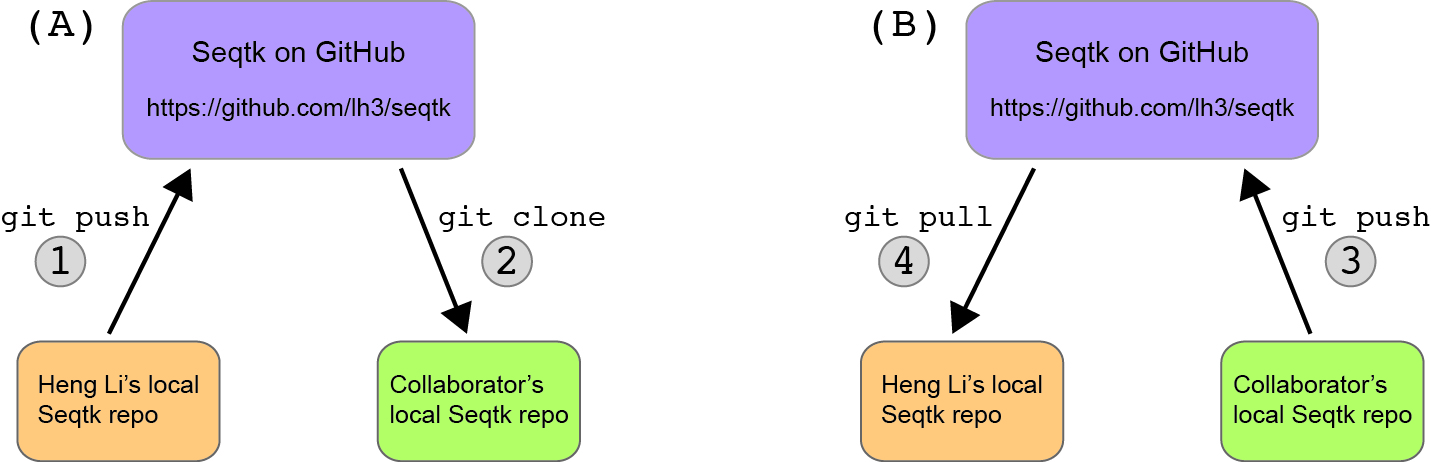 (A)
Seqtk on GitHub
https://github.com/lh3/seqtk
git push
1
git clone
2
Heng Li’s local
Seqtk repo
Collaborator’s
local Seqtk repo
(B)
Seqtk on GitHub
https://github.com/lh3/seqtk
git pull
4
git push
3
Heng Li’s local
Seqtk repo
Collaborator’s
local Seqtk repo